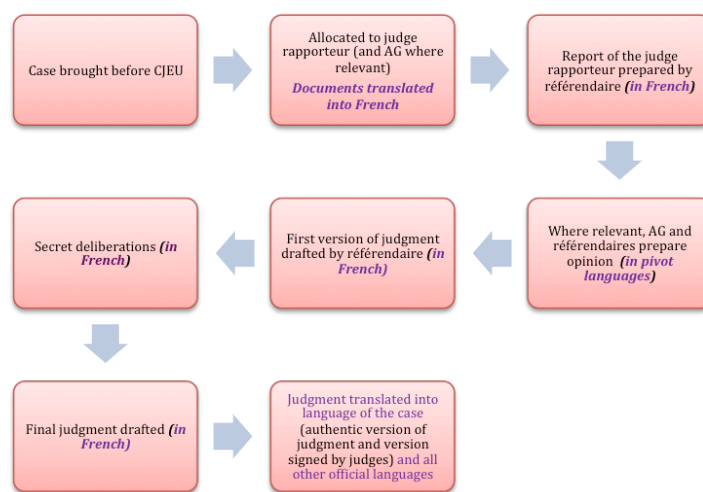 Case brought before CJEU
Allocated to judge
rapporteur (and AG where
relevant)
Documents translated
into French
Report of the judge
rapporteur prepared by
référendaire (in French)
Where relevant, AG and
référendaires prepare
opinion (in pivot
languages)
First version of judgment
drafted by référendaire (in
French)
Secret deliberations (in
French)
Final judgment drafted (in
French)
Judgment translated into
language of the case
(authentic version of
judgment and version
signed by judges) and all
other official languages